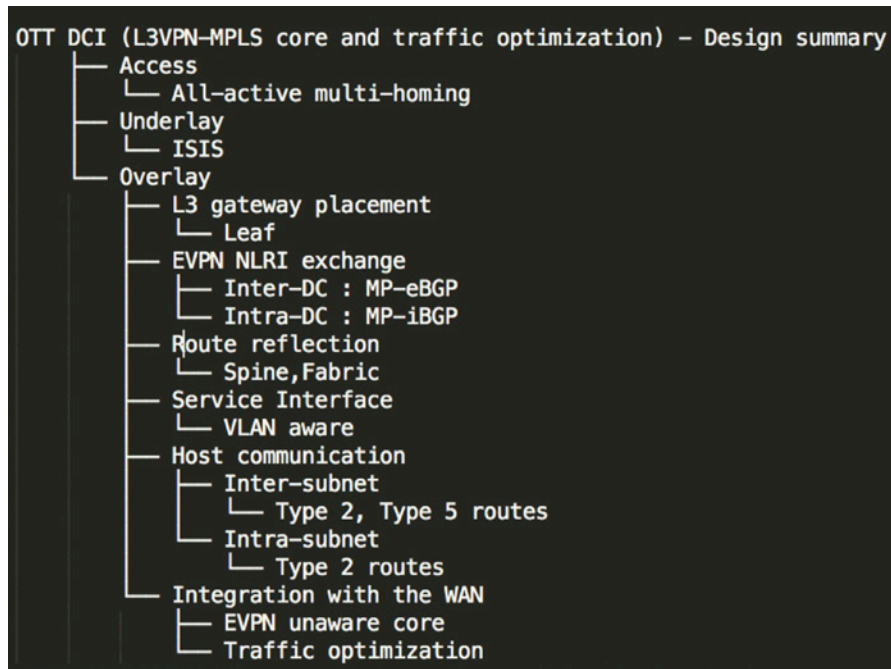 OTT DCI (L3VPN-MPLS core and traffic optimization) - Design summary
├── Access
│   └── All-active multi-homing
├── Underlay
│   └── ISIS
└── Overlay
    ├── L3 gateway placement
    │   └── Leaf
    ├── EVPN NLRI exchange
    │   ├── Inter-DC : MP-eBGP
    │   └── Intra-DC : MP-iBGP
    ├── Route reflection
    │   └── Spine,Fabric
    ├── Service Interface
    │   └── VLAN aware
    ├── Host communication
    │   ├── Inter-subnet
    │   │   └── Type 2, Type 5 routes
    │   └── Intra-subnet
    │       └── Type 2 routes
    └── Integration with the WAN
        ├── EVPN unaware core
        └── Traffic optimization